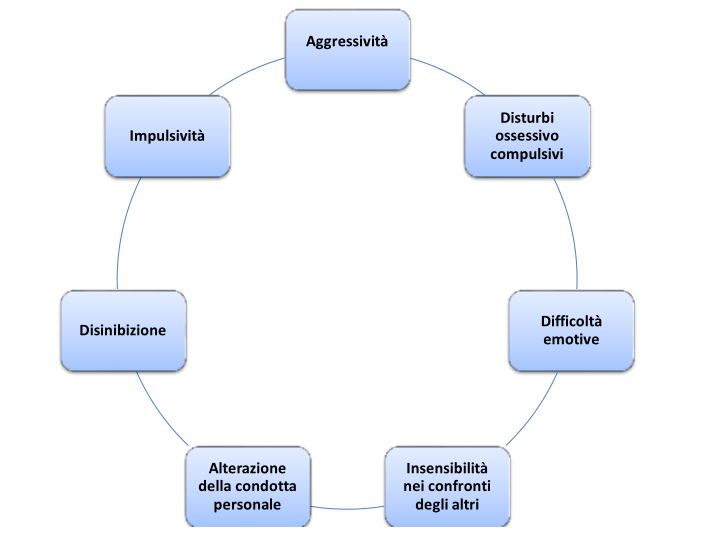 Aggressività
Disturbi
ossessivo
compulsivi
Difficoltà
emotive
Insensibilità
nei confronti
degli altri
Alterazione
della condotta
personale
Disinibizione
Impulsività